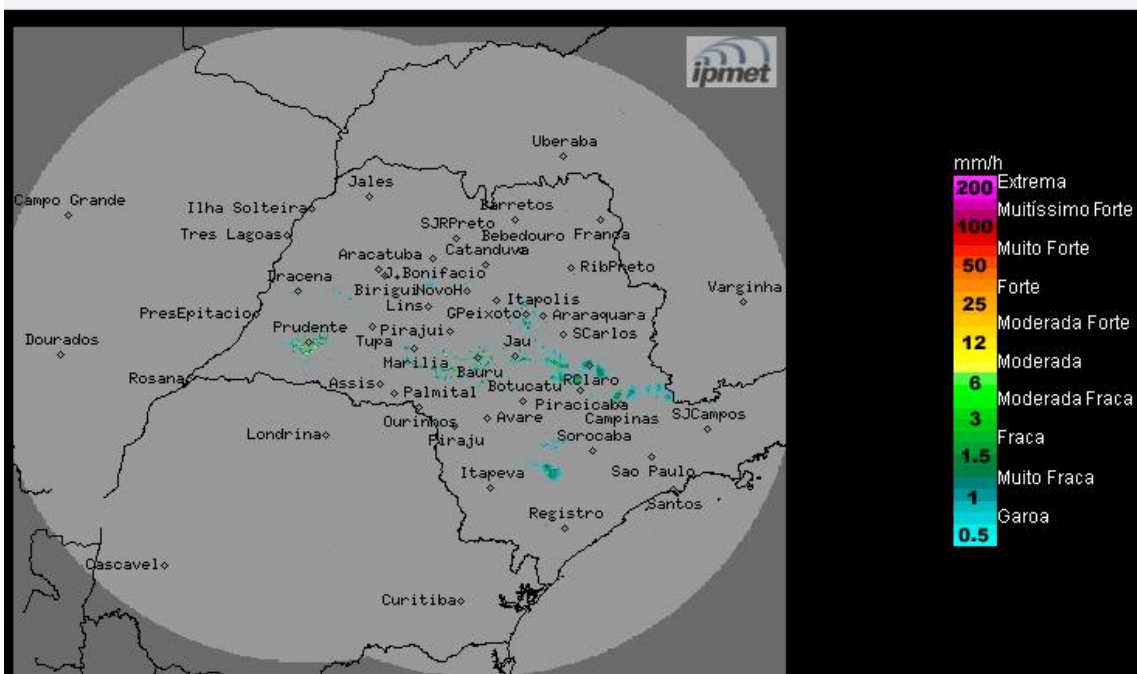 ipmet
Uberaba
Jales
Campo Grande
Ilha Solteira
Barretos
SJRPreto
Tres Lagoas
Bebedouro
Franca
Aracatuba
Catanduva
J.Bonifacio
RibPreto
Dracena
Birigui
NovoH
Varginha
Lins
Itapolis
PresEpitacio
GPeixoto
Araraquara
Prudente
Pirajui
SCarlos
Dourados
Tupa
Jau
Marilia
Bauru
Rosana
Assis
Botucatu
RClaro
Palmital
Piracicaba
Ourinhos
Avare
Campinas
SJCampos
Londrina
Piraju
Sorocaba
Itapeva
Sao Paulo
Santos
Registro
Cascavel
Curitiba
mm/h
200 Extrema
Muitíssimo Forte
100
Muito Forte
50
Forte
25
Moderada Forte
12
Moderada
6
Moderada Fraca
3
Fraca
1.5
Muito Fraca
1
Garoa
0.5